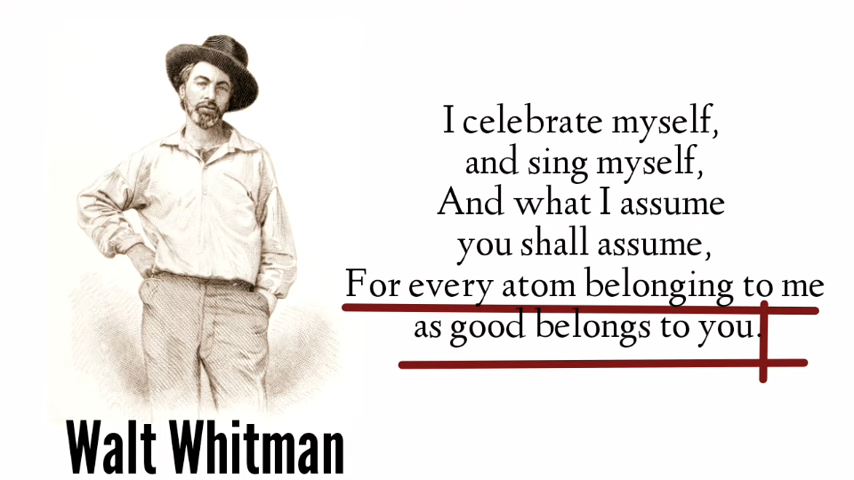 I celebrate myself,
and sing myself,
And what I assume
you shall assume,
For every atom belonging to me
as good belongs to you.
Walt Whitman